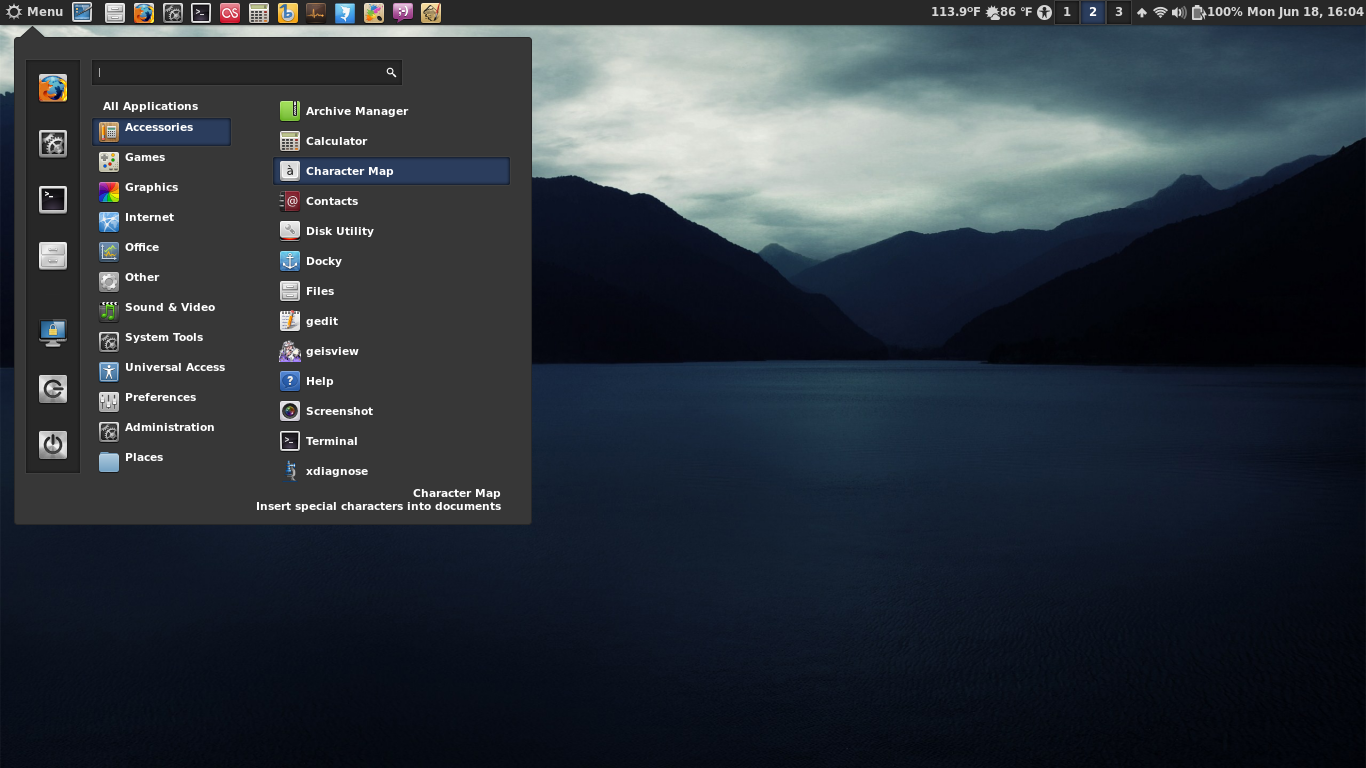 Menu
113.9°F 86 °F 1 2 3 100% Mon Jun 18, 16:04
All Applications
Accessories
Games
Graphics
Internet
Office
Other
Sound & Video
System Tools
Universal Access
Preferences
Administration
Places
Archive Manager
Calculator
Character Map
Contacts
Disk Utility
Docky
Files
gedit
geisview
Help
Screenshot
Terminal
xdiagnose
Character Map
Insert special characters into documents